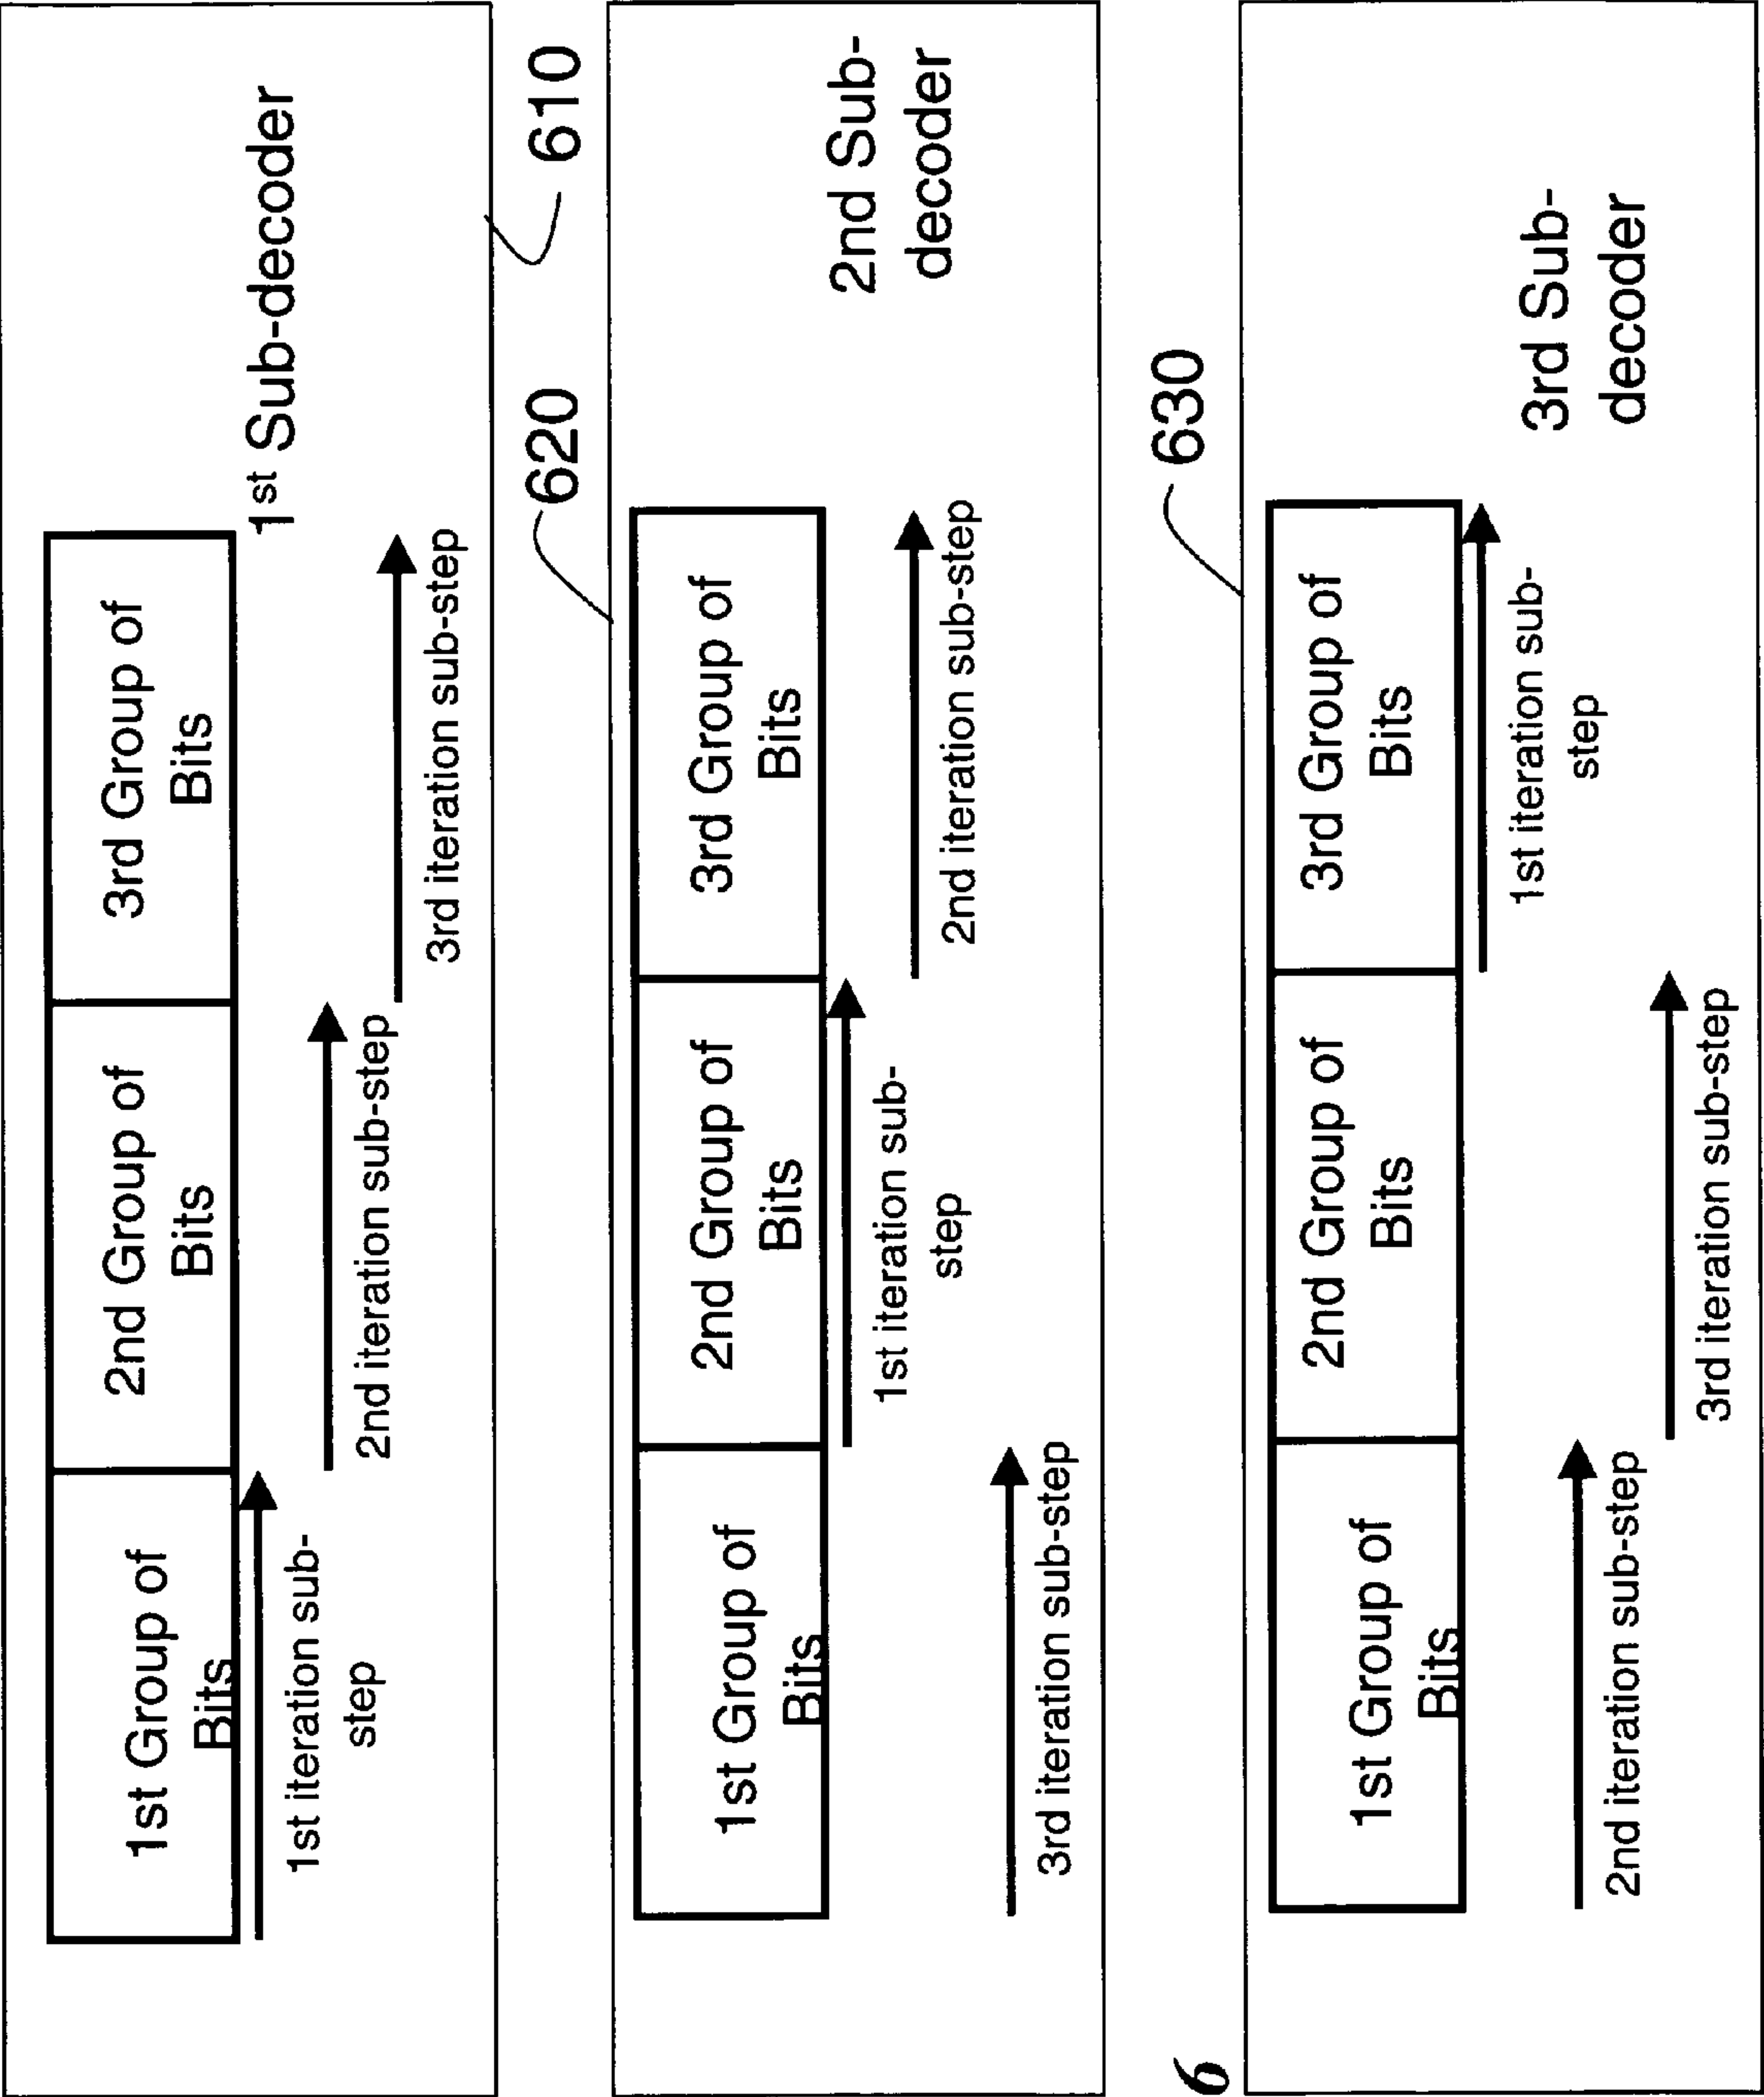 3rd Group of
Bits
2nd Group of
Bits
1st Group of
Bits
1st iteration sub-
step
2nd iteration sub-step
3rd iteration sub-step
1st Sub-decoder
610
620
3rd Group of
Bits
2nd Group of
Bits
1st Group of
Bits
1st iteration sub-
step
2nd iteration sub-step
3rd iteration sub-step
2nd Sub-
decoder
630
3rd Group of
Bits
2nd Group of
Bits
1st Group of
Bits
1st iteration sub-
step
2nd iteration sub-step
3rd iteration sub-step
3rd Sub-
decoder
6